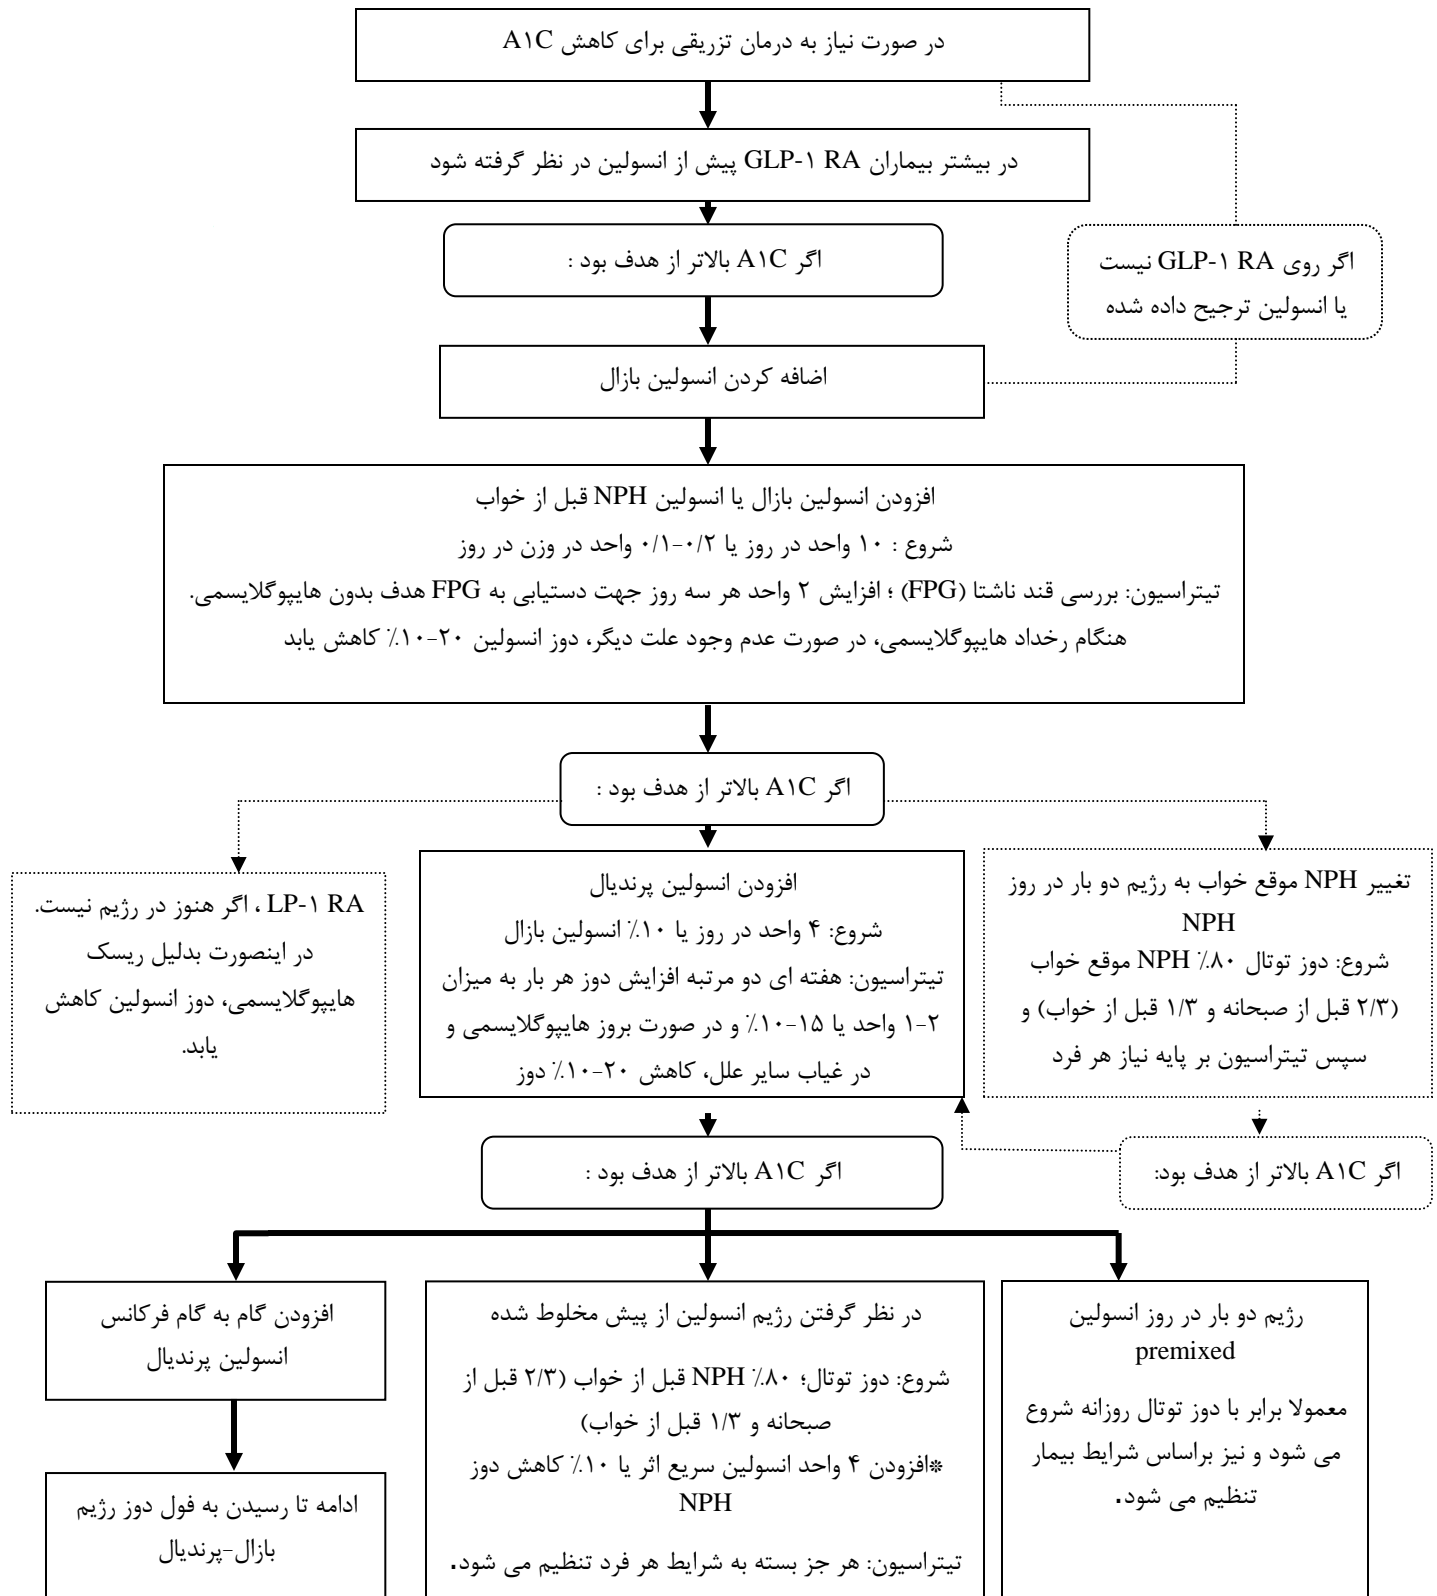 در صورت نیاز به درمان تزریقی برای کاهش A۱C
در بیشتر بیماران GLP-۱ RA پیش از انسولین در نظر گرفته شود
اگر A۱C بالاتر از هدف بود :
اگر روی GLP-۱ RA نیست
یا انسولین ترجیح داده شده
اضافه کردن انسولین بازال
افزودن انسولین بازال یا انسولین NPH قبل از خواب
شروع : ۱۰ واحد در روز یا ۰/۱-۰/۲ واحد در وزن در روز
تیتراسیون: بررسی قند ناشتا (FPG) ؛ افزایش ۲ واحد هر سه روز جهت دستیابی به FPG هدف بدون هایپوگلایسمی.
هنگام رخداد هایپوگلایسمی، در صورت عدم وجود علت دیگر، دوز انسولین ۲۰-۱۰٪ کاهش یابد
اگر A۱C بالاتر از هدف بود :
تغییر NPH موقع خواب به رژیم دو بار در روز
NPH
شروع: دوز توتال ۸۰٪ NPH موقع خواب
(۲/۳ قبل از صبحانه و ۱/۳ قبل از خواب) و
سپس تیتراسیون بر پایه نیاز هر فرد
افزودن انسولین پرندیال
شروع: ۴ واحد در روز یا ۱۰٪ انسولین بازال
تیتراسیون: هفته ای دو مرتبه افزایش دوز هر بار به میزان
۱-۲ واحد یا ۱۵-۱۰٪ و در صورت بروز هایپوگلایسمی و
در غیاب سایر علل، کاهش ۲۰-۱۰٪ دوز
LP-۱ RA ، اگر هنوز در رژیم نیست.
در اینصورت بدلیل ریسک
هایپوگلایسمی، دوز انسولین کاهش
یابد.
اگر A۱C بالاتر از هدف بود:
اگر A۱C بالاتر از هدف بود :
رژیم دو بار در روز انسولین
premixed
معمولا برابر با دوز توتال روزانه شروع
می شود و نیز براساس شرایط بیمار
تنظیم می شود.
در نظر گرفتن رژیم انسولین از پیش مخلوط شده
شروع: دوز توتال؛ ۸۰٪ NPH قبل از خواب (۲/۳ قبل از
صبحانه و ۱/۳ قبل از خواب)
*افزودن ۴ واحد انسولین سریع اثر یا ۱۰٪ کاهش دوز
NPH
تیتراسیون: هر جز بسته به شرایط هر فرد تنظیم می شود.
افزودن گام به گام فرکانس
انسولین پرندیال
ادامه تا رسیدن به فول دوز رژیم
بازال-پرندیال